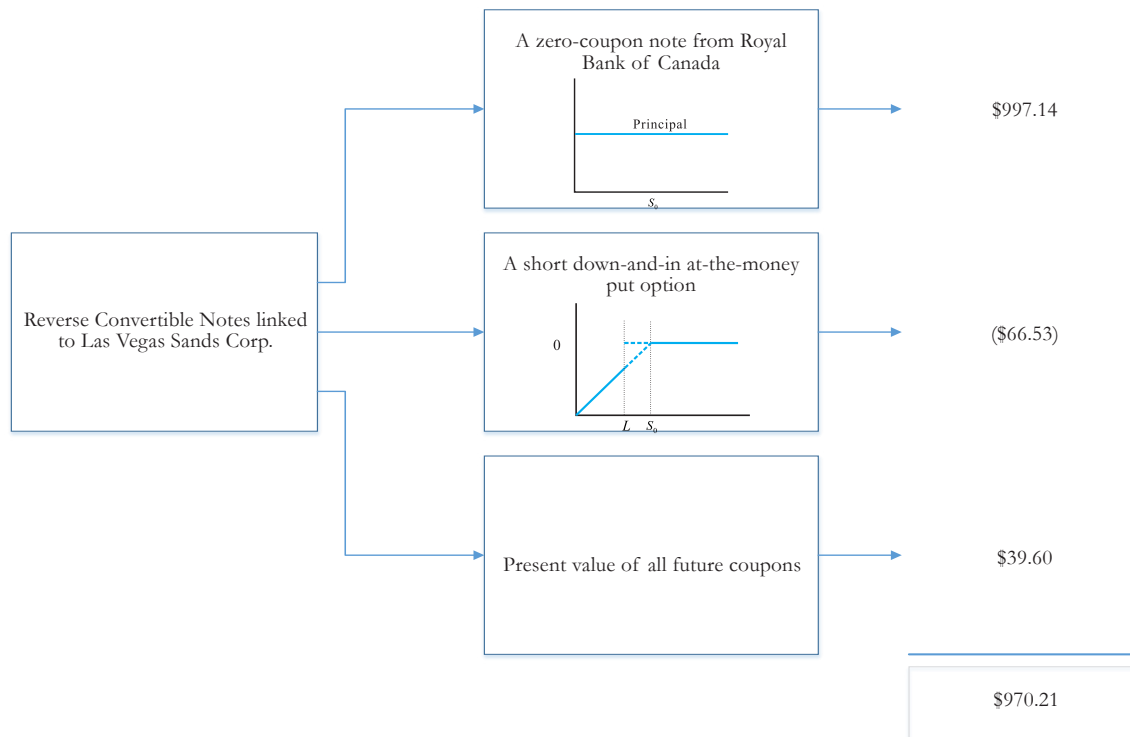 A zero-coupon note from Royal
Bank of Canada
Principal
S₀
$997.14
Reverse Convertible Notes linked
to Las Vegas Sands Corp.
A short down-and-in at-the-money
put option
0
L S₀
($66.53)
Present value of all future coupons
$39.60
$970.21